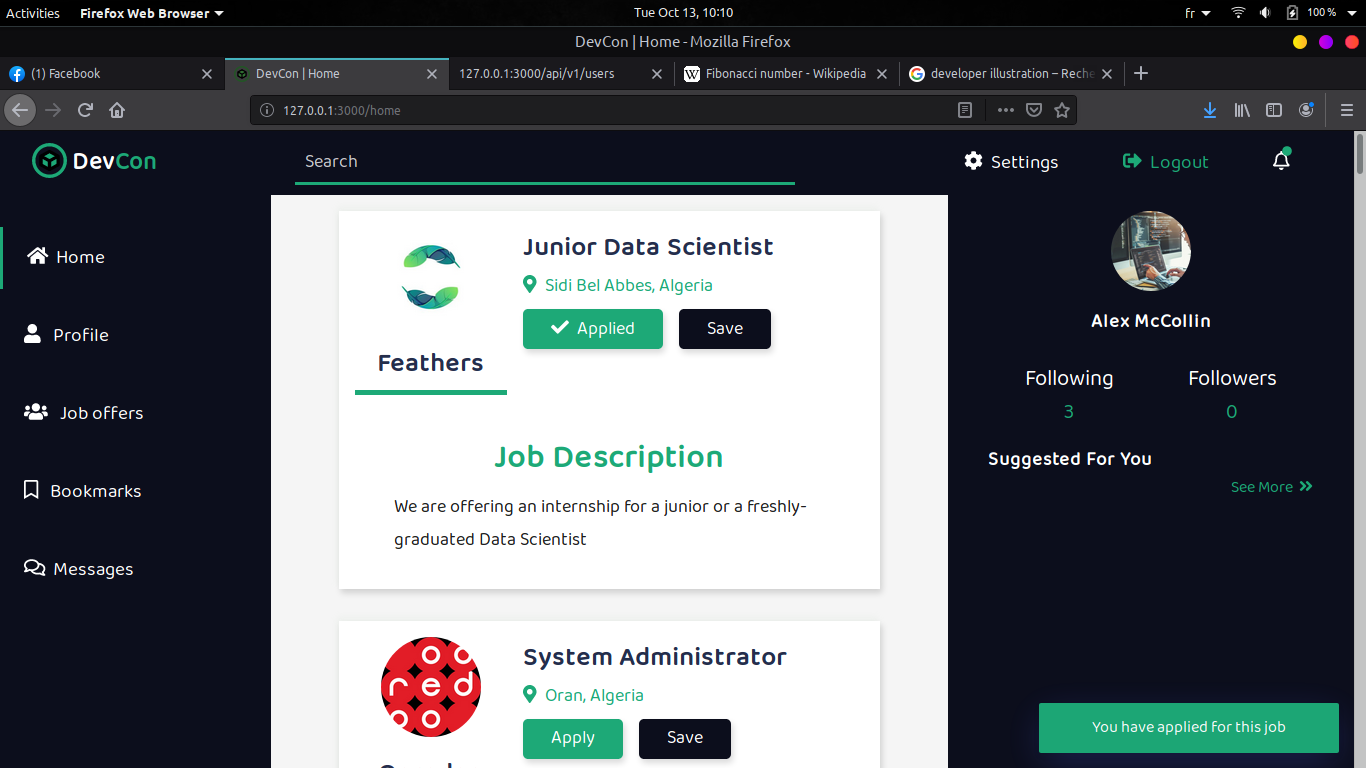 Activities Firefox Web Browser Tue Oct 13, 10:10 fr 100 %
DevCon | Home - Mozilla Firefox
(1) Facebook DevCon | Home 127.0.0.1:3000/api/v1/users Fibonacci number - Wikipedia developer illustration – Reche
127.0.0.1:3000/home
DevCon Search Settings Logout
Home
Profile
Job offers
Bookmarks
Messages
Junior Data Scientist
Sidi Bel Abbes, Algeria
Applied Save
Feathers
Job Description
We are offering an internship for a junior or a freshly-
graduated Data Scientist
ored
oo
System Administrator
Oran, Algeria
Apply Save
Alex McCollin
Following Followers
3 0
Suggested For You
See More
You have applied for this job